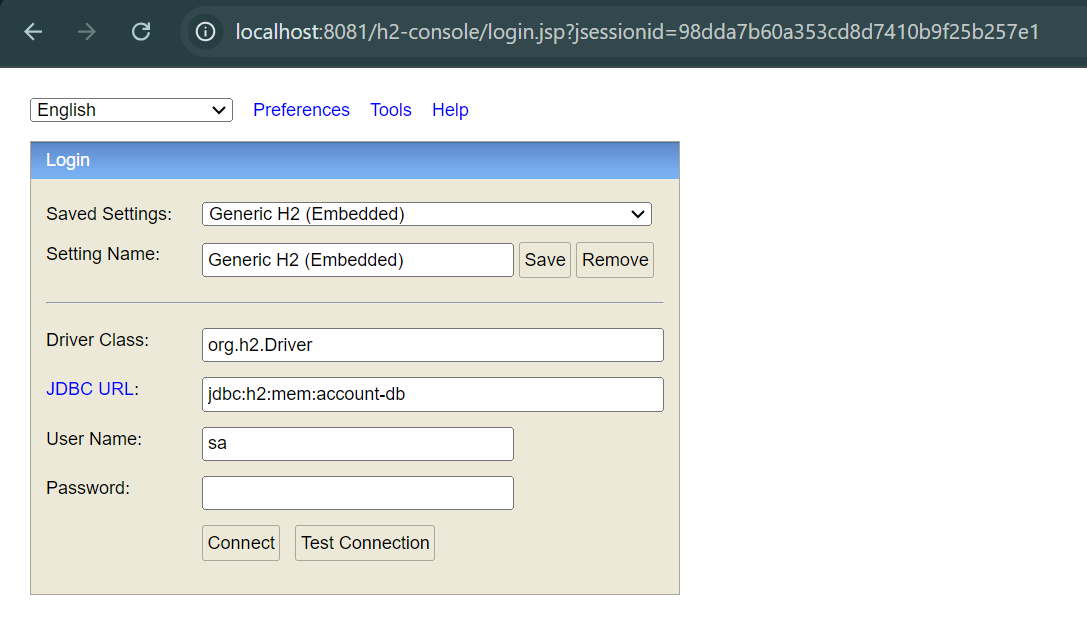 localhost:8081/h2-console/login.jsp?jsessionid=98dda7b60a353cd8d7410b9f25b257e1
English Preferences Tools Help
Login
Saved Settings: Generic H2 (Embedded)
Setting Name: Generic H2 (Embedded) Save Remove
Driver Class: org.h2.Driver
JDBC URL: jdbc:h2:mem:account-db
User Name: sa
Password:
Connect Test Connection